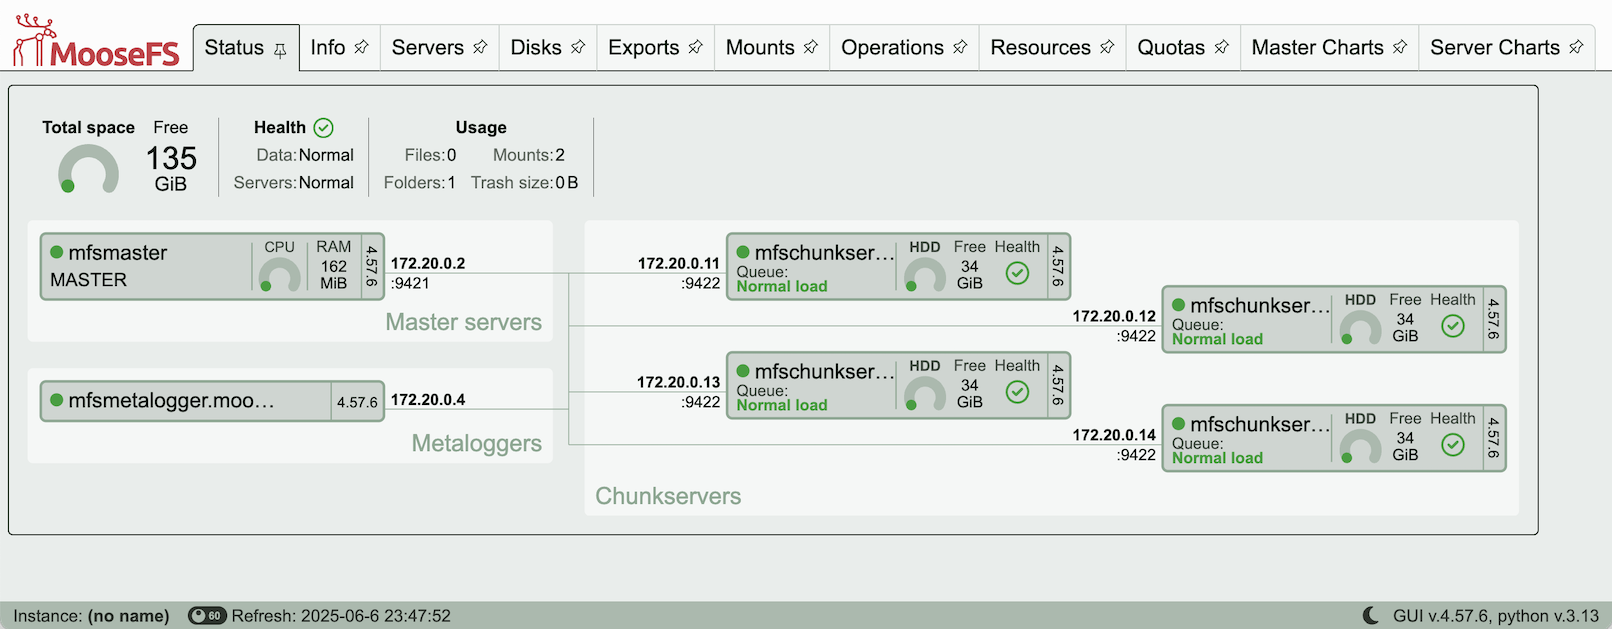 MooseFS
Status
Info
Servers
Disks
Exports
Mounts
Operations
Resources
Quotas
Master Charts
Server Charts
Total space Free
135
GiB
Health
Data: Normal
Servers: Normal
Usage
Files: 0 Mounts: 2
Folders: 1 Trash size: 0 B
mfsmaster
MASTER
CPU
RAM
162
MiB
4.57.6
172.20.0.2
:9421
Master servers
mfsmetalogger.moo...
4.57.6
172.20.0.4
Metaloggers
172.20.0.11
:9422
mfschunkser...
Queue:
Normal load
HDD Free Health
34
GiB
4.57.6
172.20.0.12
:9422
mfschunkser...
Queue:
Normal load
HDD Free Health
34
GiB
4.57.6
172.20.0.13
:9422
mfschunkser...
Queue:
Normal load
HDD Free Health
34
GiB
4.57.6
172.20.0.14
:9422
mfschunkser...
Queue:
Normal load
HDD Free Health
34
GiB
4.57.6
Chunkservers
Instance: (no name) 60 Refresh: 2025-06-6 23:47:52
GUI v.4.57.6, python v.3.13